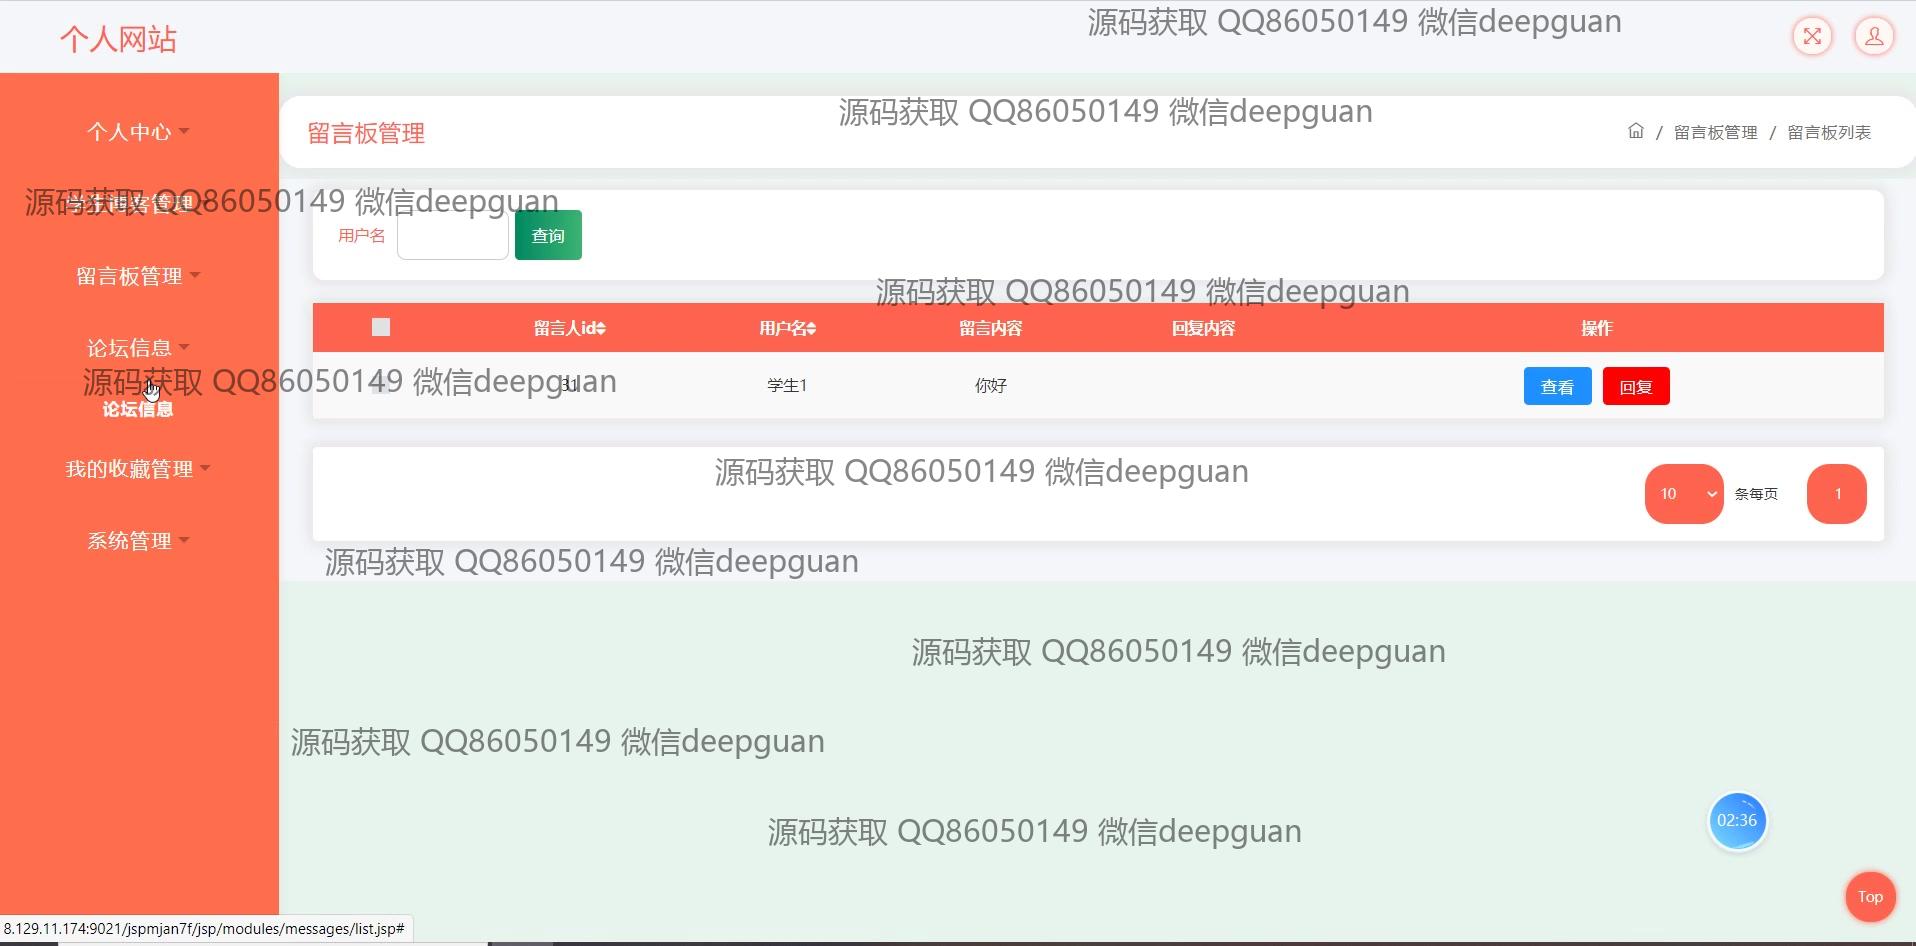 源码获取 QQ86050149 微信deepguan
个人网站
源码获取 QQ86050149 微信deepguan
个人中心
留言板管理
/ 留言板管理 / 留言板列表
源码获取 QQ86050149 微信deepguan
学生博客管理
用户名
查询
留言板管理
源码获取 QQ86050149 微信deepguan
留言人id 用户名 留言内容 回复内容 操作
论坛信息
源码获取 QQ86050149 微信deepguan
31 学生1 你好 查看 回复
论坛信息
我的收藏管理
源码获取 QQ86050149 微信deepguan
10 条每页 1
系统管理
源码获取 QQ86050149 微信deepguan
源码获取 QQ86050149 微信deepguan
源码获取 QQ86050149 微信deepguan
源码获取 QQ86050149 微信deepguan
02:36
Top
8.129.11.174:9021/jspmjan7f/jsp/modules/messages/list.jsp#